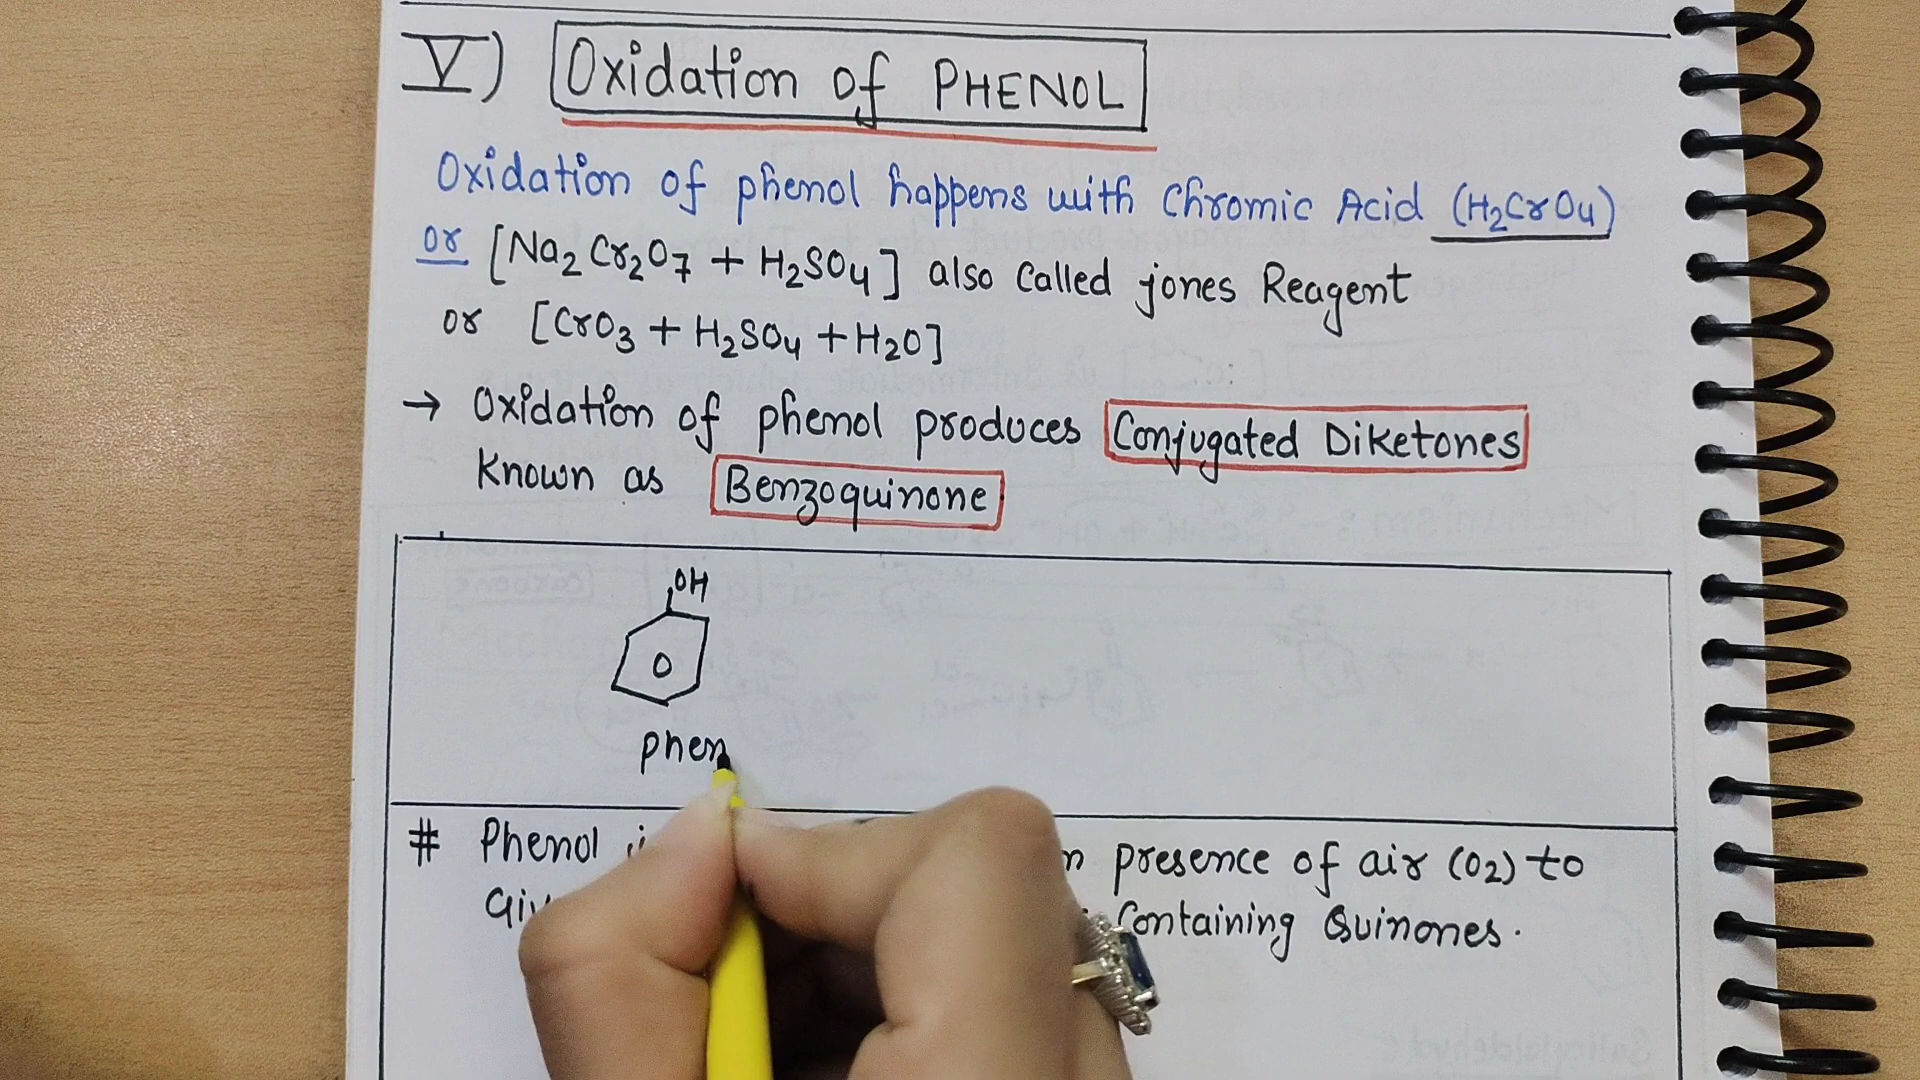 V) Oxidation of PHENOL
Oxidation of phenol happens with Chromic Acid (H₂CrO₄)
or [Na₂Cr₂O₇ + H₂SO₄] also called jones Reagent
or [CrO₃ + H₂SO₄ + H₂O]
→ Oxidation of phenol produces Conjugated Diketones
Known as Benzoquinone
OH
phen
# Phenol presence of air (O₂) to
Containing Quinones.